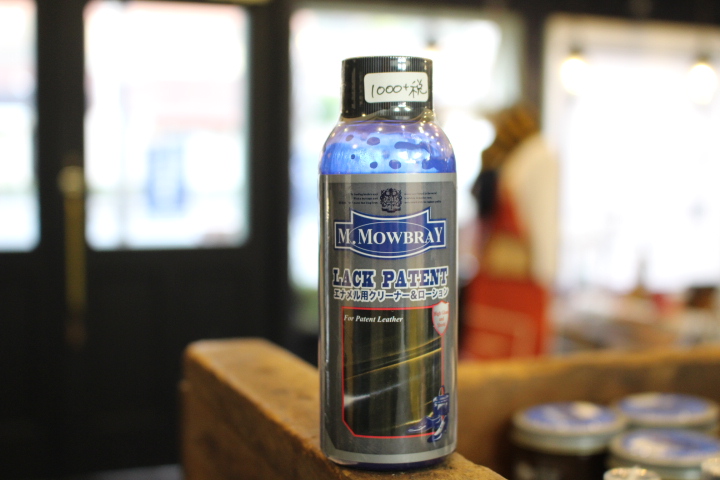 1000+税
M. MOWBRAY
LACK PATENT
エナメル用クリーナー&ローション
For Patent Leather